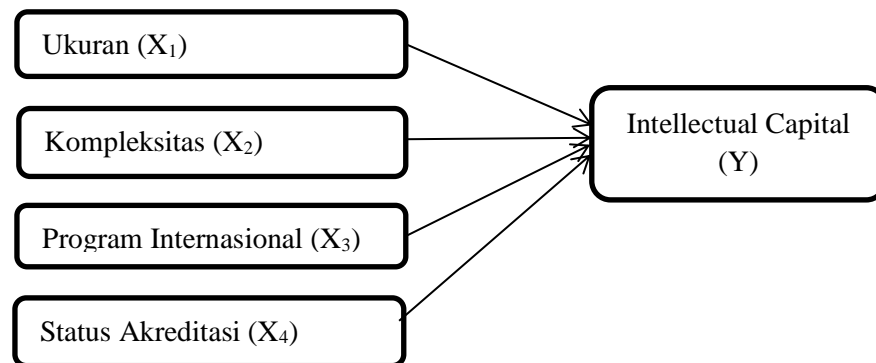 Ukuran (X₁)
Kompleksitas (X₂)
Program Internasional (X₃)
Status Akreditasi (X₄)
Intellectual Capital
(Y)